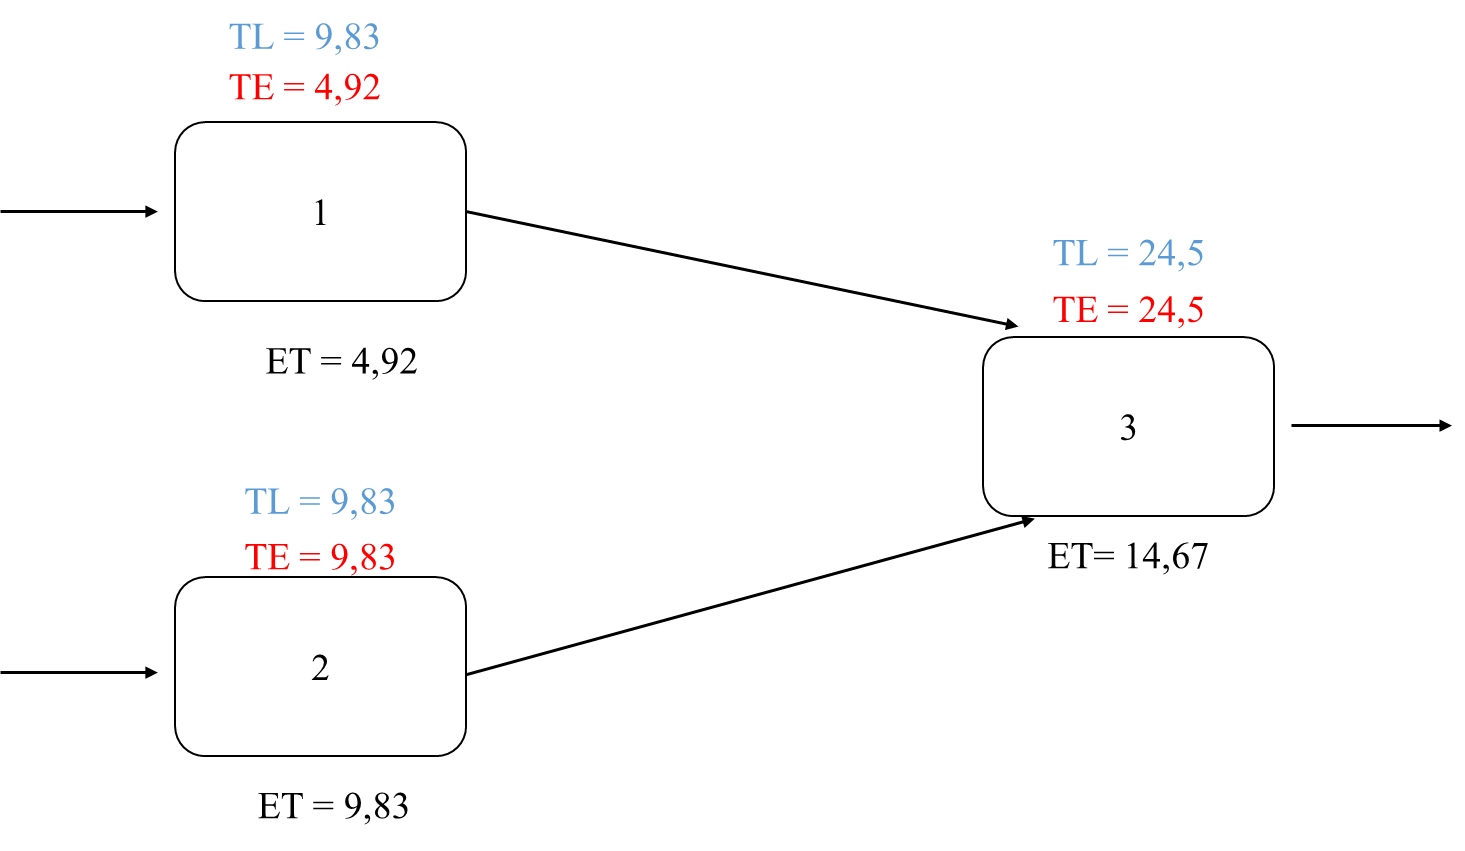 TL = 9,83
TE = 4,92
1
ET = 4,92
TL = 24,5
TE = 24,5
3
ET= 14,67
TL = 9,83
TE = 9,83
2
ET = 9,83